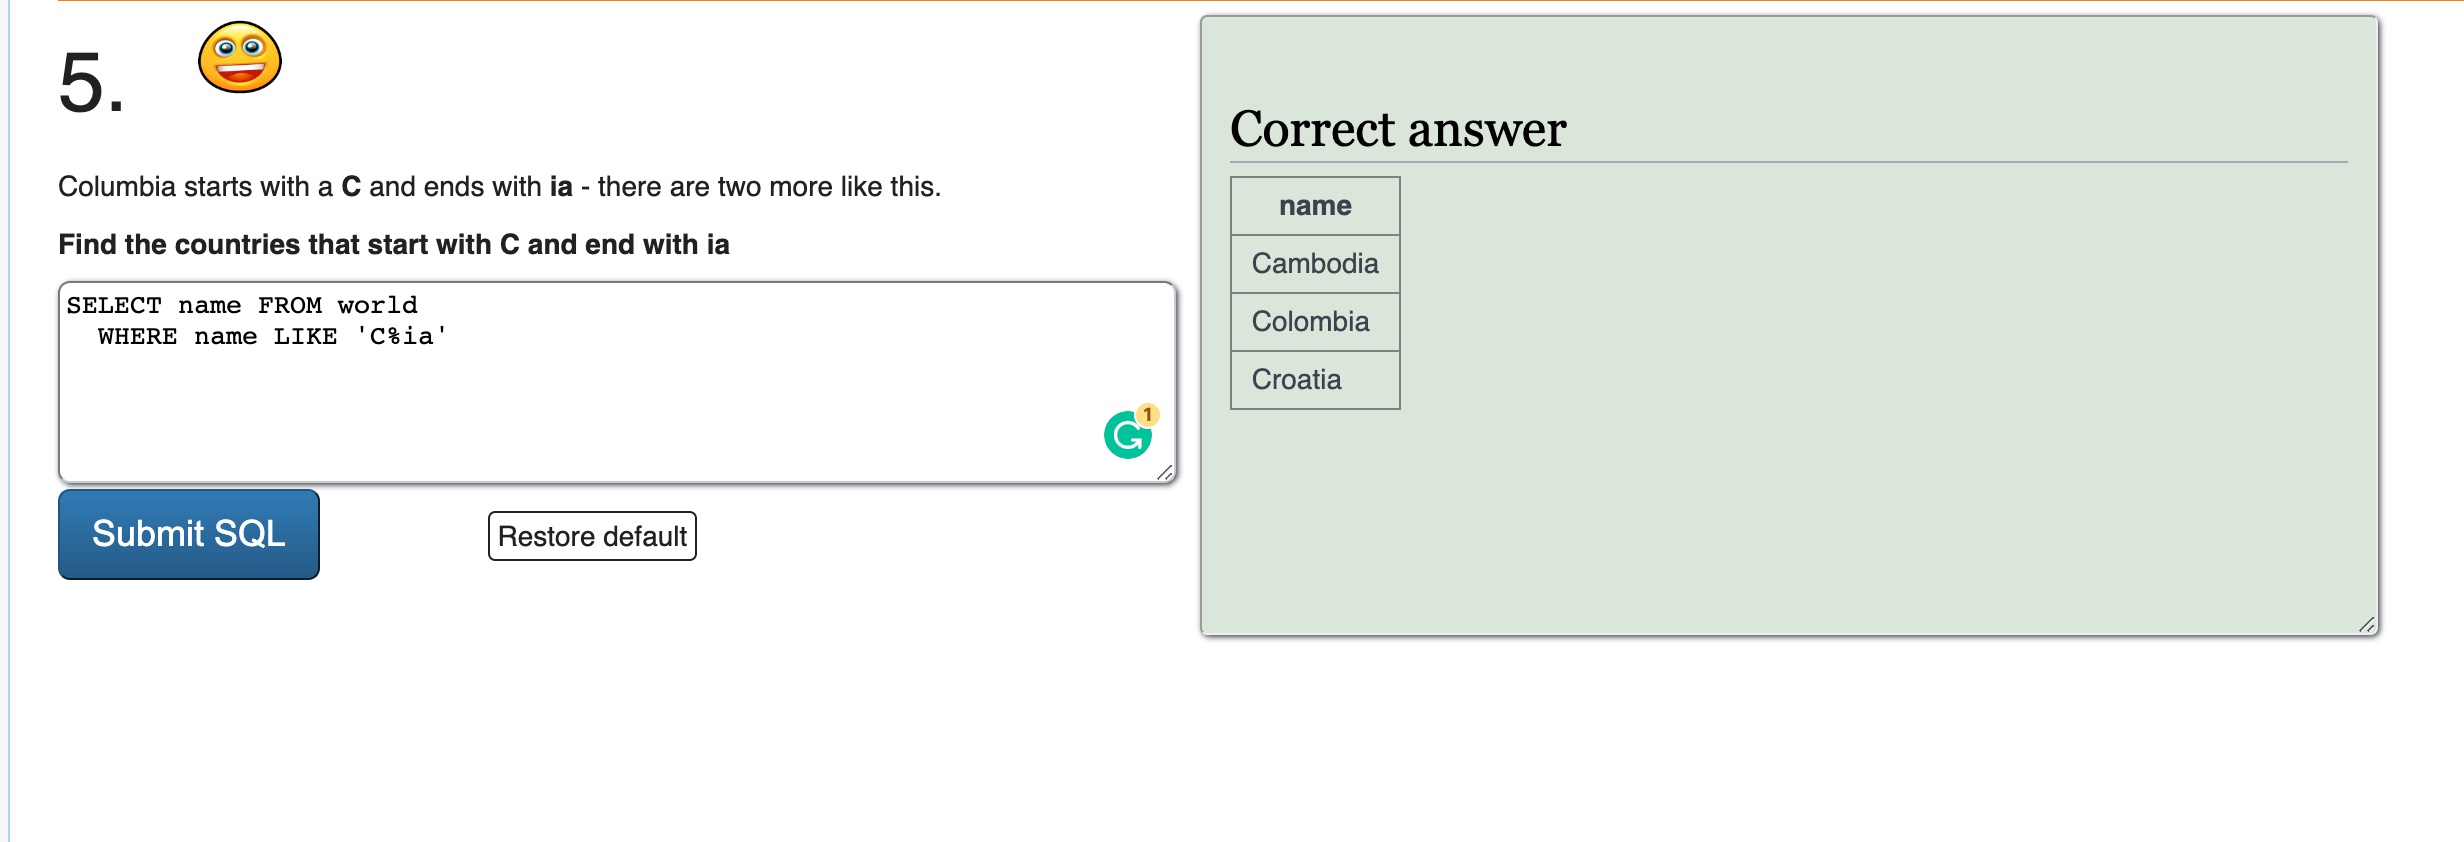 5.
Columbia starts with a C and ends with ia - there are two more like this.
Find the countries that start with C and end with ia
SELECT name FROM world
  WHERE name LIKE 'C%ia'
1
Submit SQL
Restore default
Correct answer
name
Cambodia
Colombia
Croatia